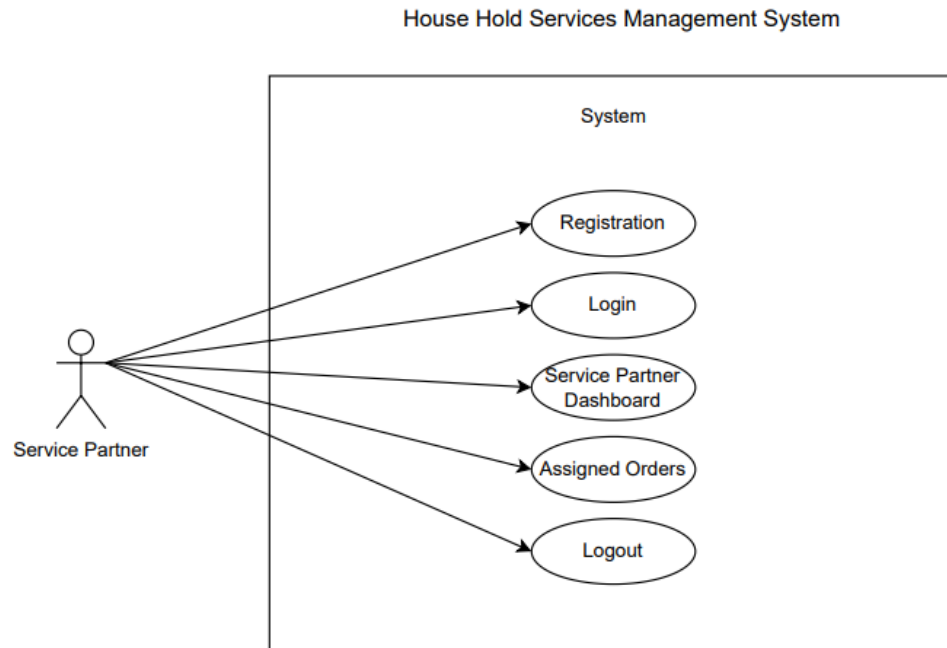 House Hold Services Management System
System
Registration
Login
Service Partner
Dashboard
Assigned Orders
Logout
Service Partner